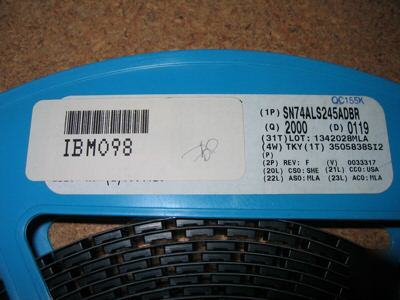 QC155K
(1P) SN74ALS245ADBR
(Q) 2000 (D) 0119
(31T)LOT: 1342028MLA
(4W) TKY(1T) 3505838SI2
(P)
(2P) REV: F (V) 0033317
(20L) CSO:SHE (21L) CCO:USA
(22L) ASO:MLA (23L) ACO:MLA
IBM098